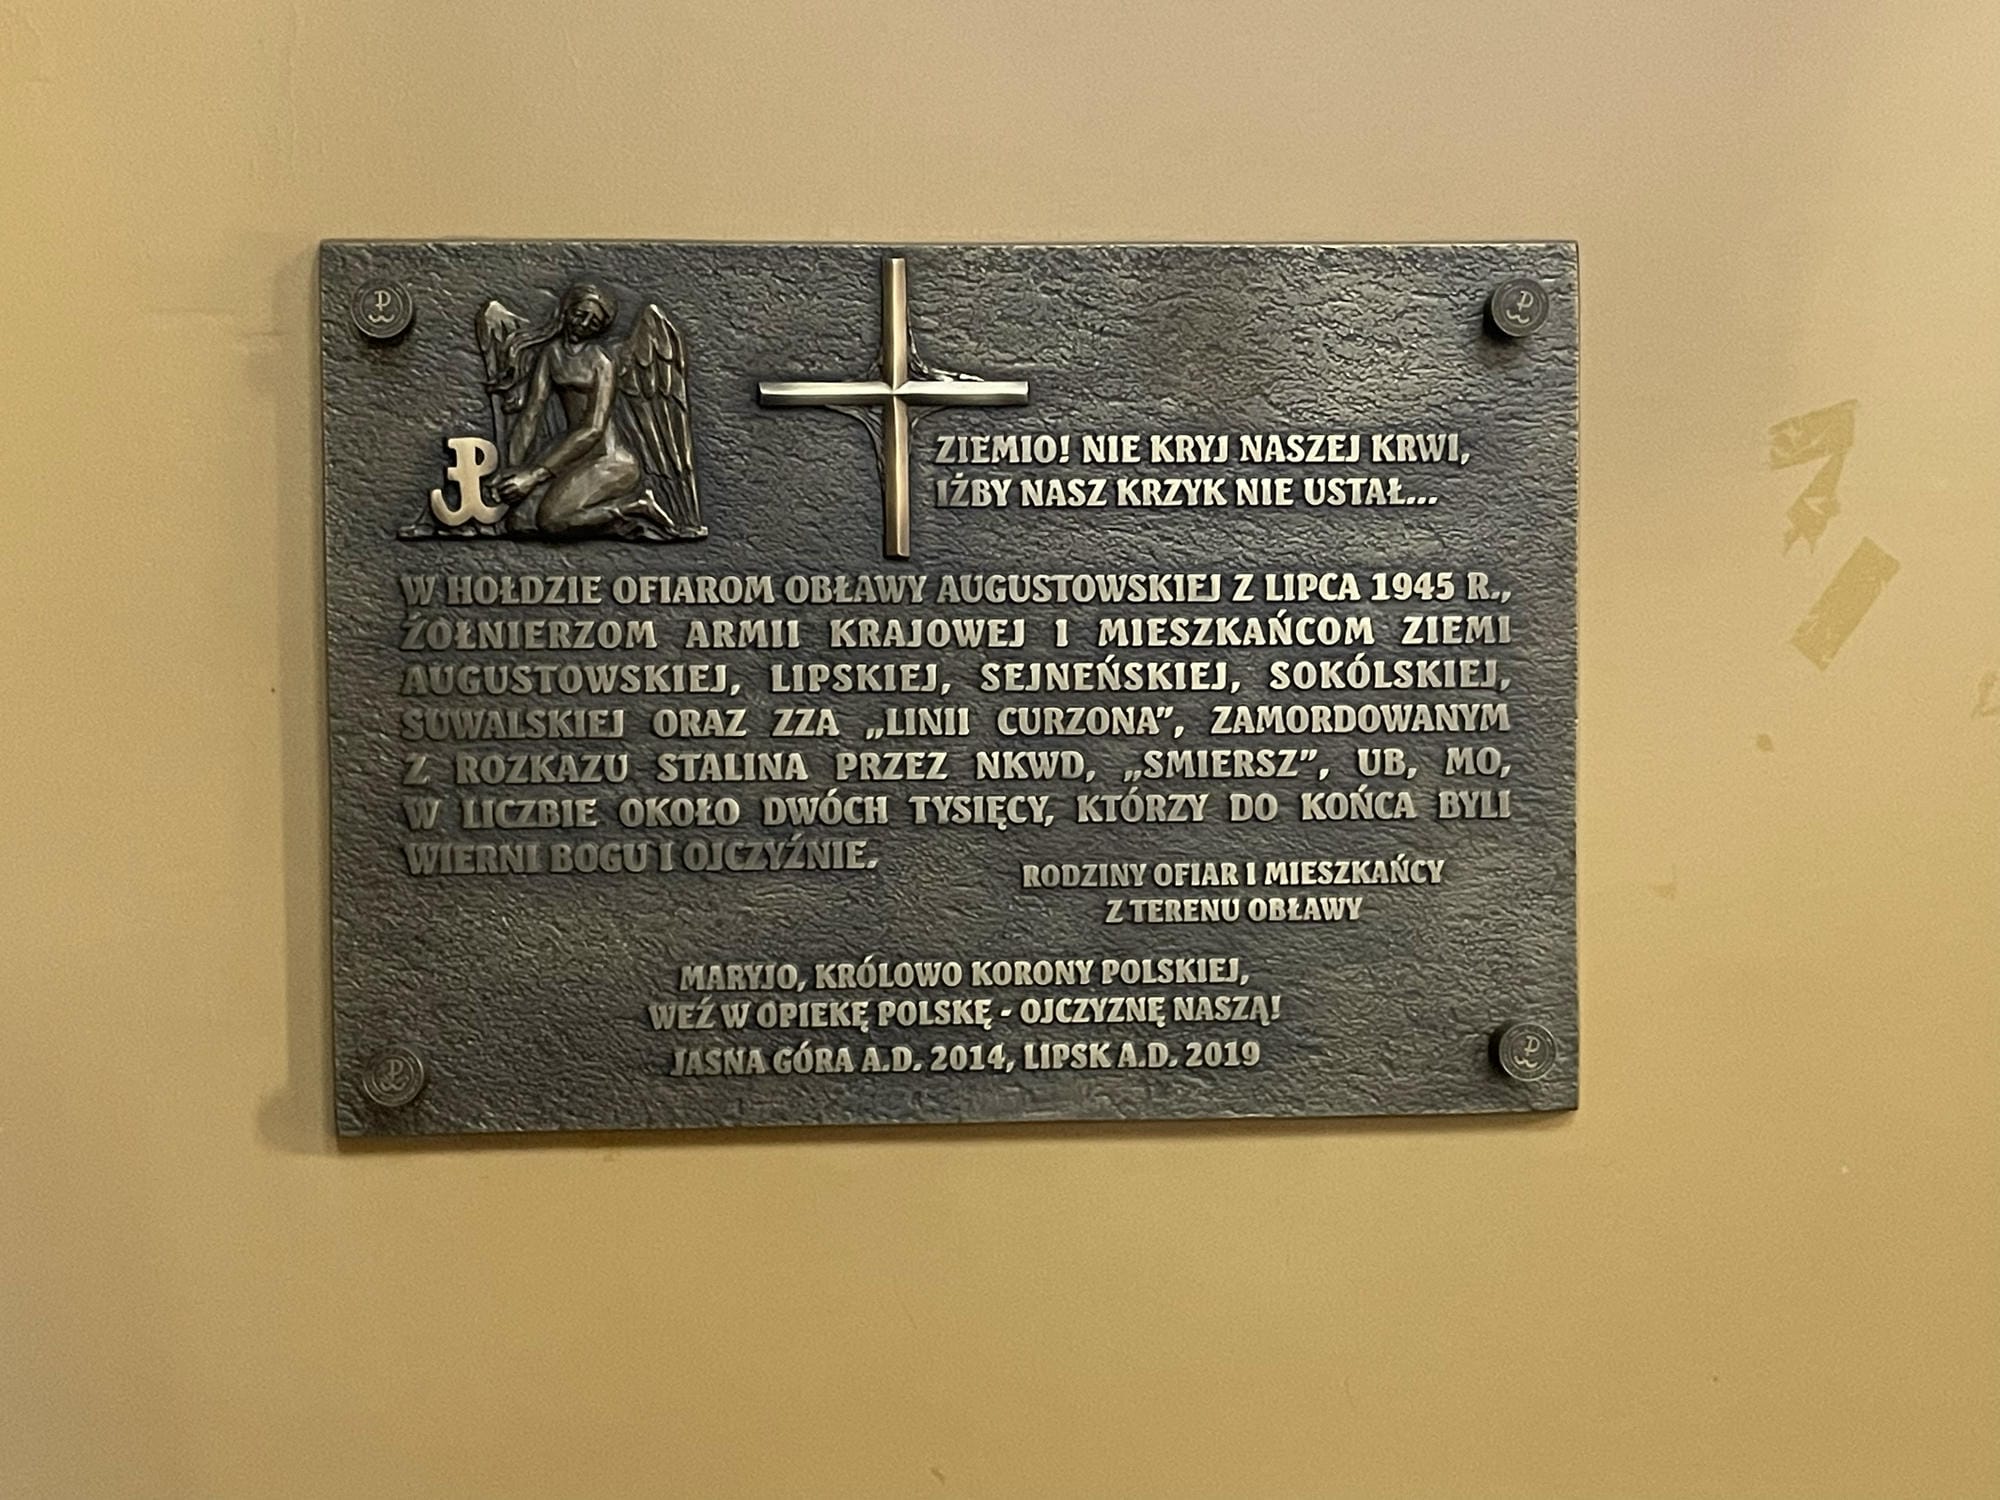 ZIEMIO! NIE KRYJ NASZEJ KRWI,
IŻBY NASZ KRZYK NIE USTAŁ...
W HOŁDZIE OFIAROM OBŁAWY AUGUSTOWSKIEJ Z LIPCA 1945 R.,
ŻOŁNIERZOM ARMII KRAJOWEJ I MIESZKAŃCOM ZIEMI
AUGUSTOWSKIEJ, LIPSKIEJ, SEJNEŃSKIEJ, SOKÓLSKIEJ,
SUWALSKIEJ ORAZ ZZA „LINII CURZONA”, ZAMORDOWANYM
Z ROZKAZU STALINA PRZEZ NKWD, „SMIERSZ”, UB, MO,
W LICZBIE OKOŁO DWÓCH TYSIĘCY, KTÓRZY DO KOŃCA BYLI
WIERNI BOGU I OJCZYŹNIE.
RODZINY OFIAR I MIESZKAŃCY
Z TERENU OBŁAWY
MARYJO, KRÓLOWO KORONY POLSKIEJ,
WEŹ W OPIEKĘ POLSKĘ - OJCZYZNĘ NASZĄ!
JASNA GÓRA A.D. 2014, LIPSK A.D. 2019